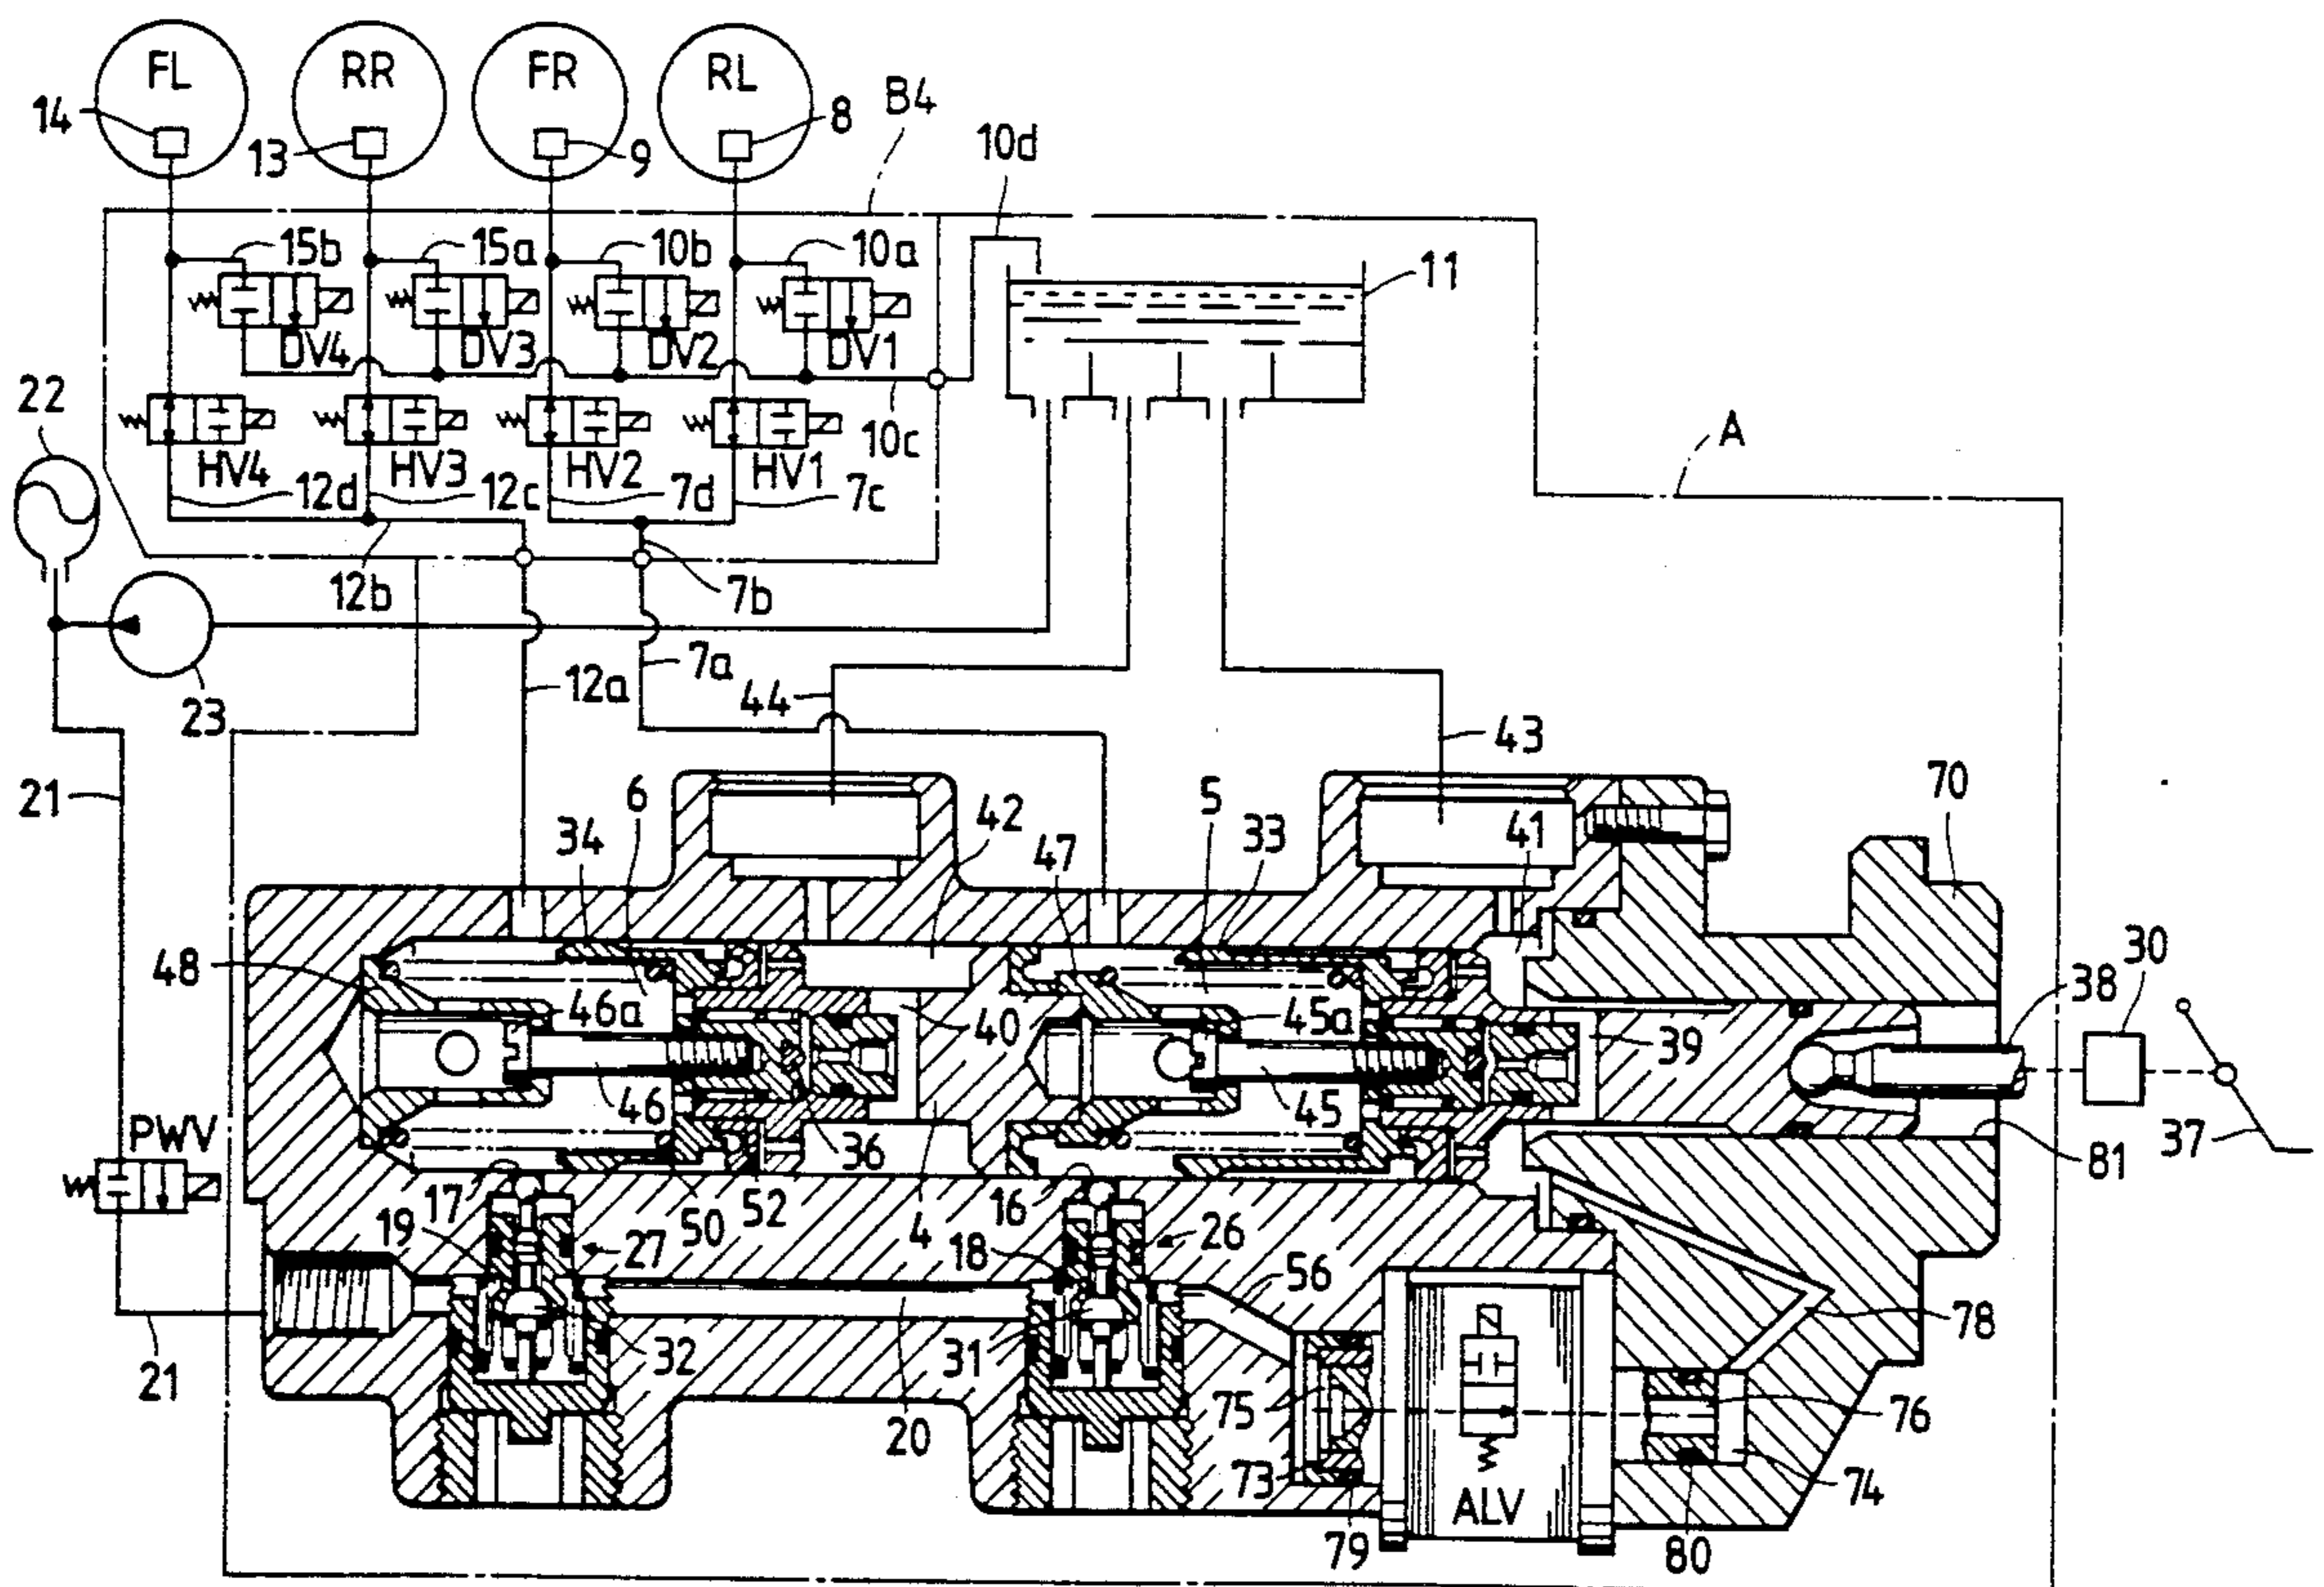 FL RR FR RL
14 13 9 8 B4 10d
15b 15a 10b 10a 11
DV4 DV3 DV2 DV1
22 10c A
HV4 12d HV3 12c HV2 7d HV1 7c
12b 7b
23 12a 7a 44 43
21 34 6 42 47 5 33 41 70
48 46a 40 45a 39 38 30
46 36 45 37
PWV 81
19 17 27 50 52 4 16 18 26 56
21 32 20 31 75 78
73 79 ALV 76 74 80